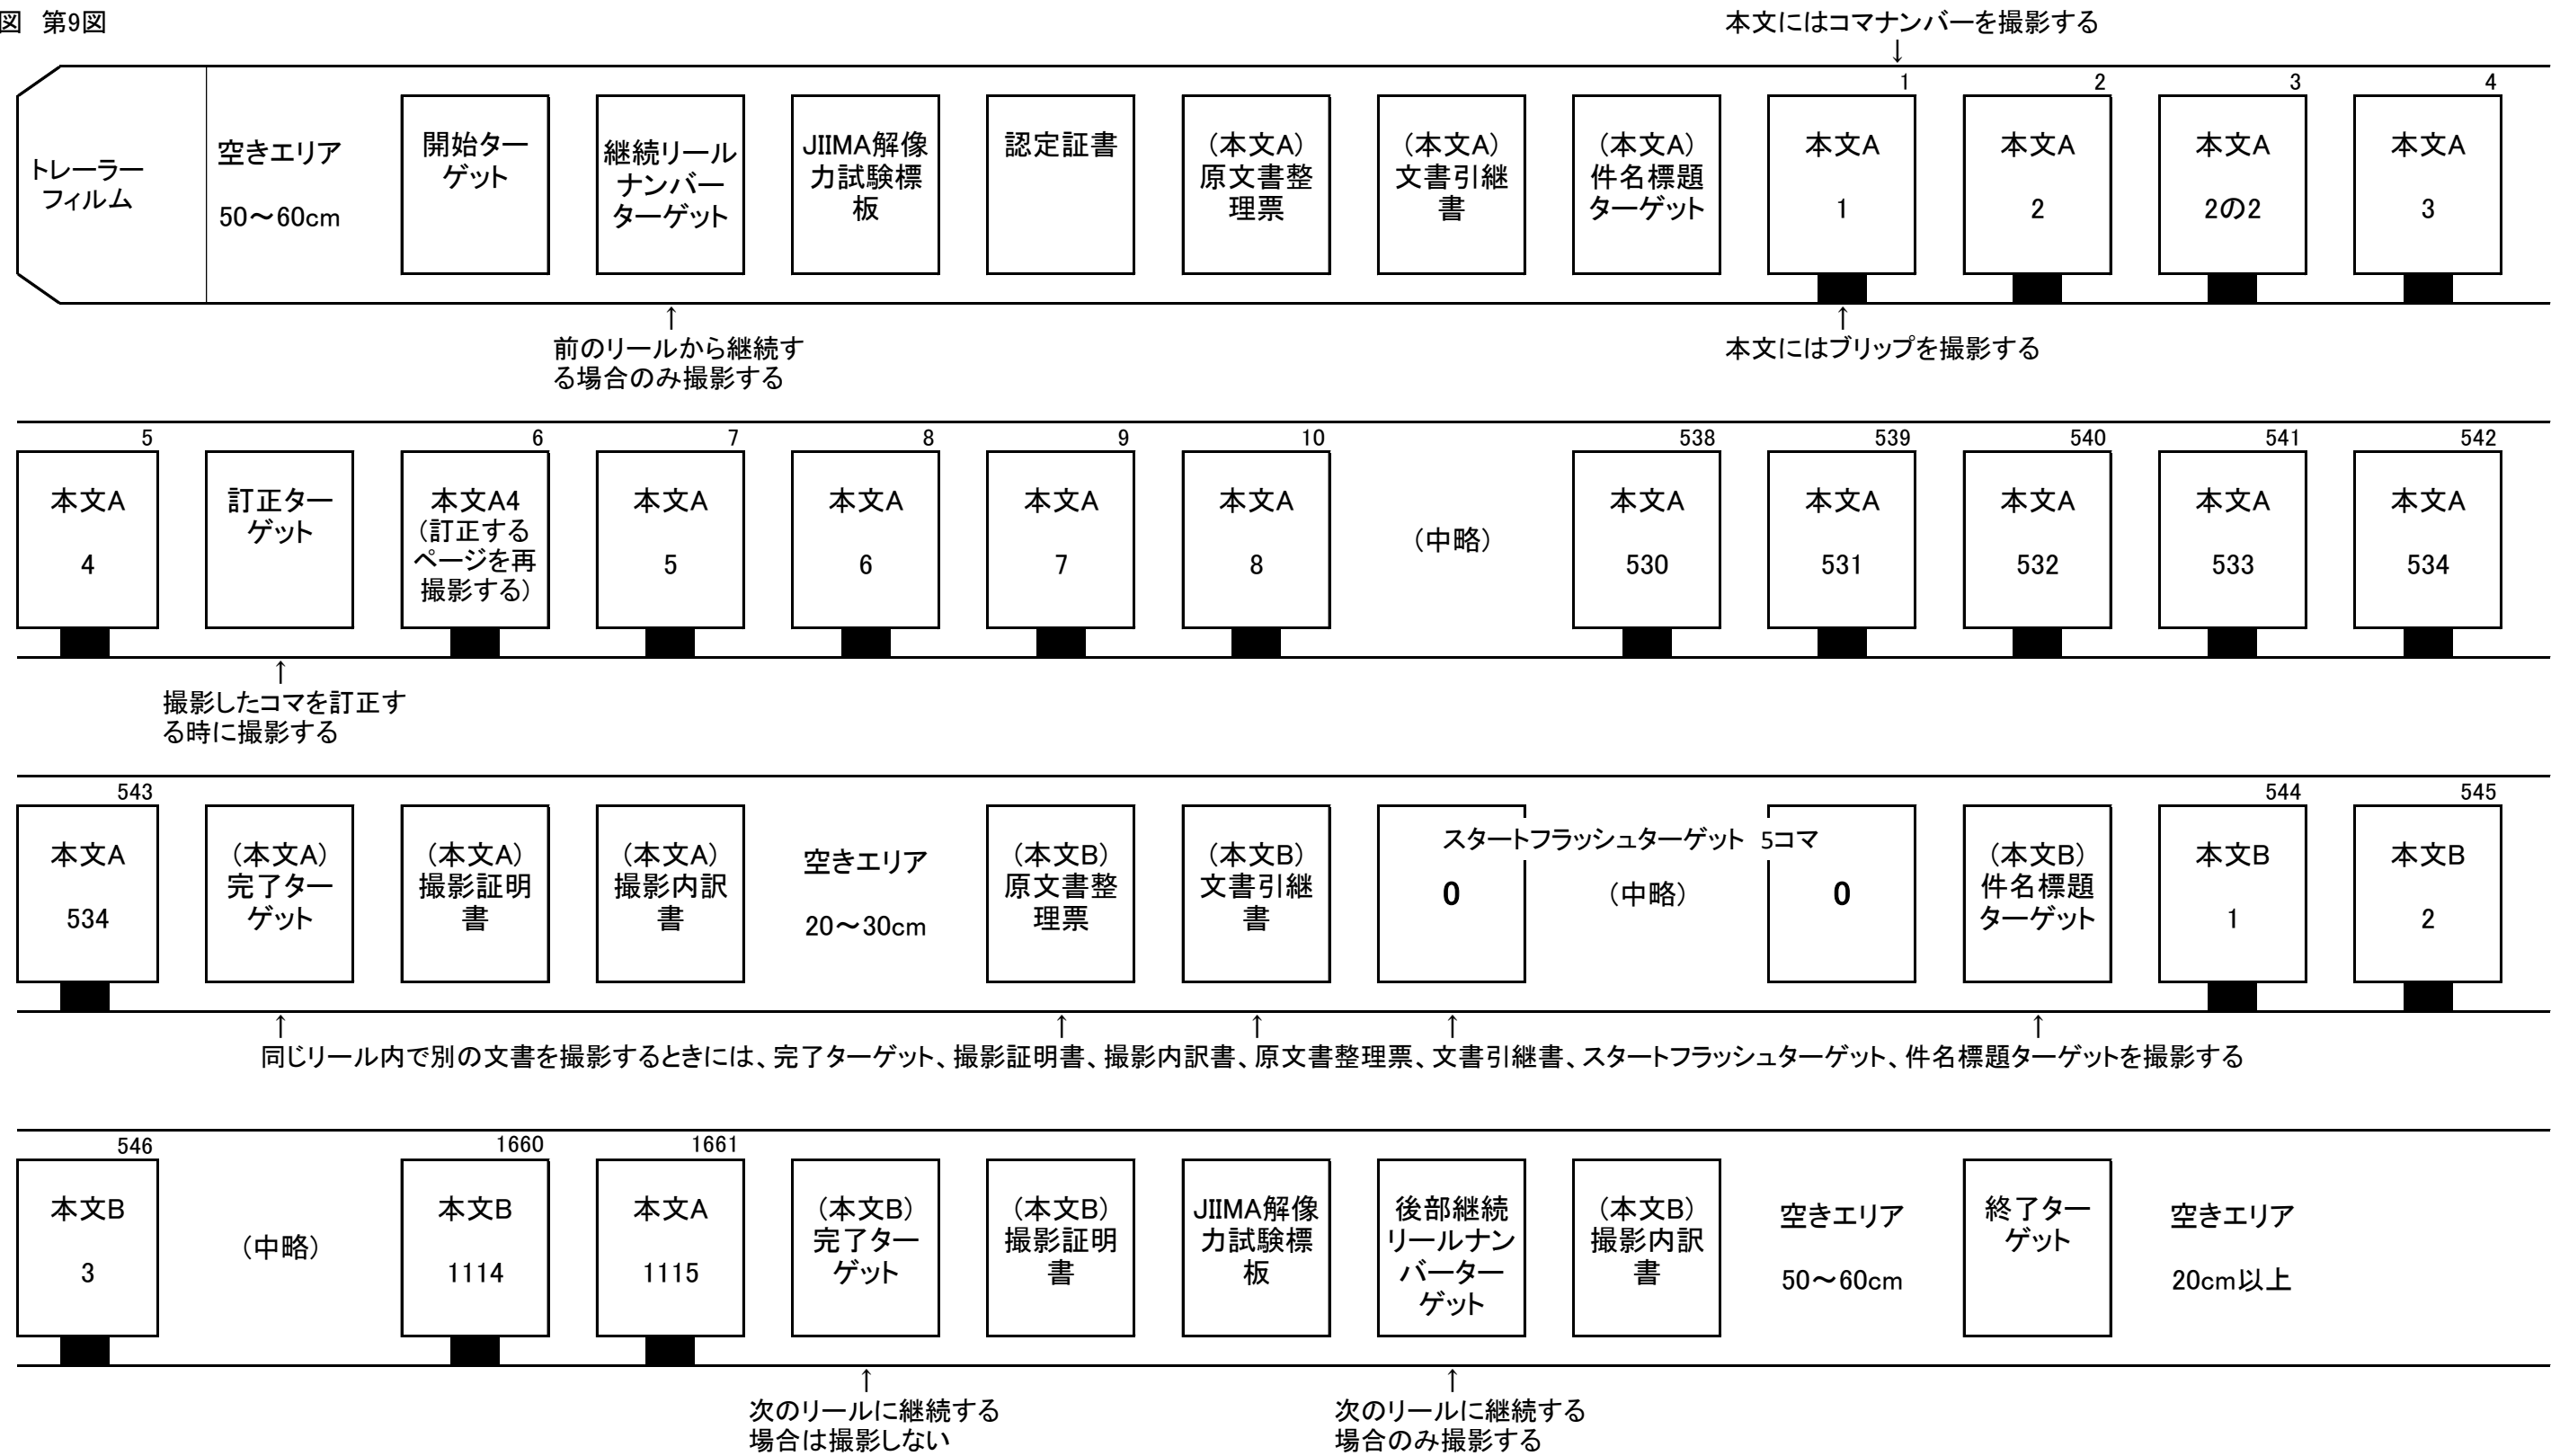 図 第9図
本文にはコマナンバーを撮影する
↓
1
2
3
4
トレーラー
フィルム
空きエリア
50～60cm
開始ター
ゲット
継続リール
ナンバー
ターゲット
JIIMA解像
力試験標
板
認定証書
(本文A)
原文書整
理票
(本文A)
文書引継
書
(本文A)
件名標題
ターゲット
本文A
1
本文A
2
本文A
2の2
本文A
3
↑
前のリールから継続す
る場合のみ撮影する
↑
本文にはブリップを撮影する
5
6
7
8
9
10
538
539
540
541
542
本文A
4
訂正ター
ゲット
本文A4
(訂正する
ページを再
撮影する)
本文A
5
本文A
6
本文A
7
本文A
8
(中略)
本文A
530
本文A
531
本文A
532
本文A
533
本文A
534
↑
撮影したコマを訂正す
る時に撮影する
543
544
545
本文A
534
(本文A)
完了ター
ゲット
(本文A)
撮影証明
書
(本文A)
撮影内訳
書
空きエリア
20～30cm
(本文B)
原文書整
理票
(本文B)
文書引継
書
スタートフラッシュターゲット 5コマ
0
(中略)
0
(本文B)
件名標題
ターゲット
本文B
1
本文B
2
↑ ↑ ↑ ↑ ↑
同じリール内で別の文書を撮影するときには、完了ターゲット、撮影証明書、撮影内訳書、原文書整理票、文書引継書、スタートフラッシュターゲット、件名標題ターゲットを撮影する
546
1660
1661
本文B
3
(中略)
本文B
1114
本文A
1115
(本文B)
完了ター
ゲット
(本文B)
撮影証明
書
JIIMA解像
力試験標
板
後部継続
リールナン
バーター
ゲット
(本文B)
撮影内訳
書
空きエリア
50～60cm
終了ター
ゲット
空きエリア
20cm以上
↑
次のリールに継続する
場合は撮影しない
↑
次のリールに継続する
場合のみ撮影する